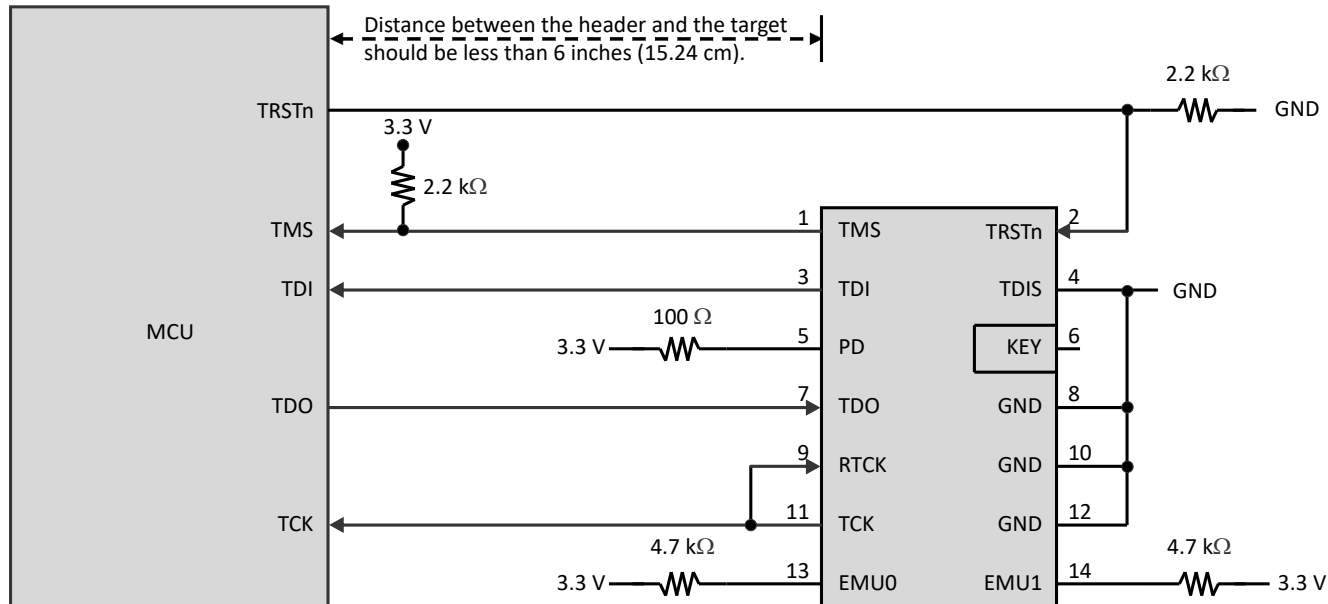 Distance between the header and the target
should be less than 6 inches (15.24 cm).
2.2 kΩ
TRSTn
GND
3.3 V
2.2 kΩ
TMS
1
TMS
TRSTn
2
TDI
3
TDI
TDIS
4
GND
100 Ω
MCU
3.3 V
5
PD
KEY
6
TDO
7
TDO
GND
8
9
RTCK
GND
10
TCK
11
TCK
GND
12
4.7 kΩ
4.7 kΩ
3.3 V
13
EMU0
EMU1
14
3.3 V